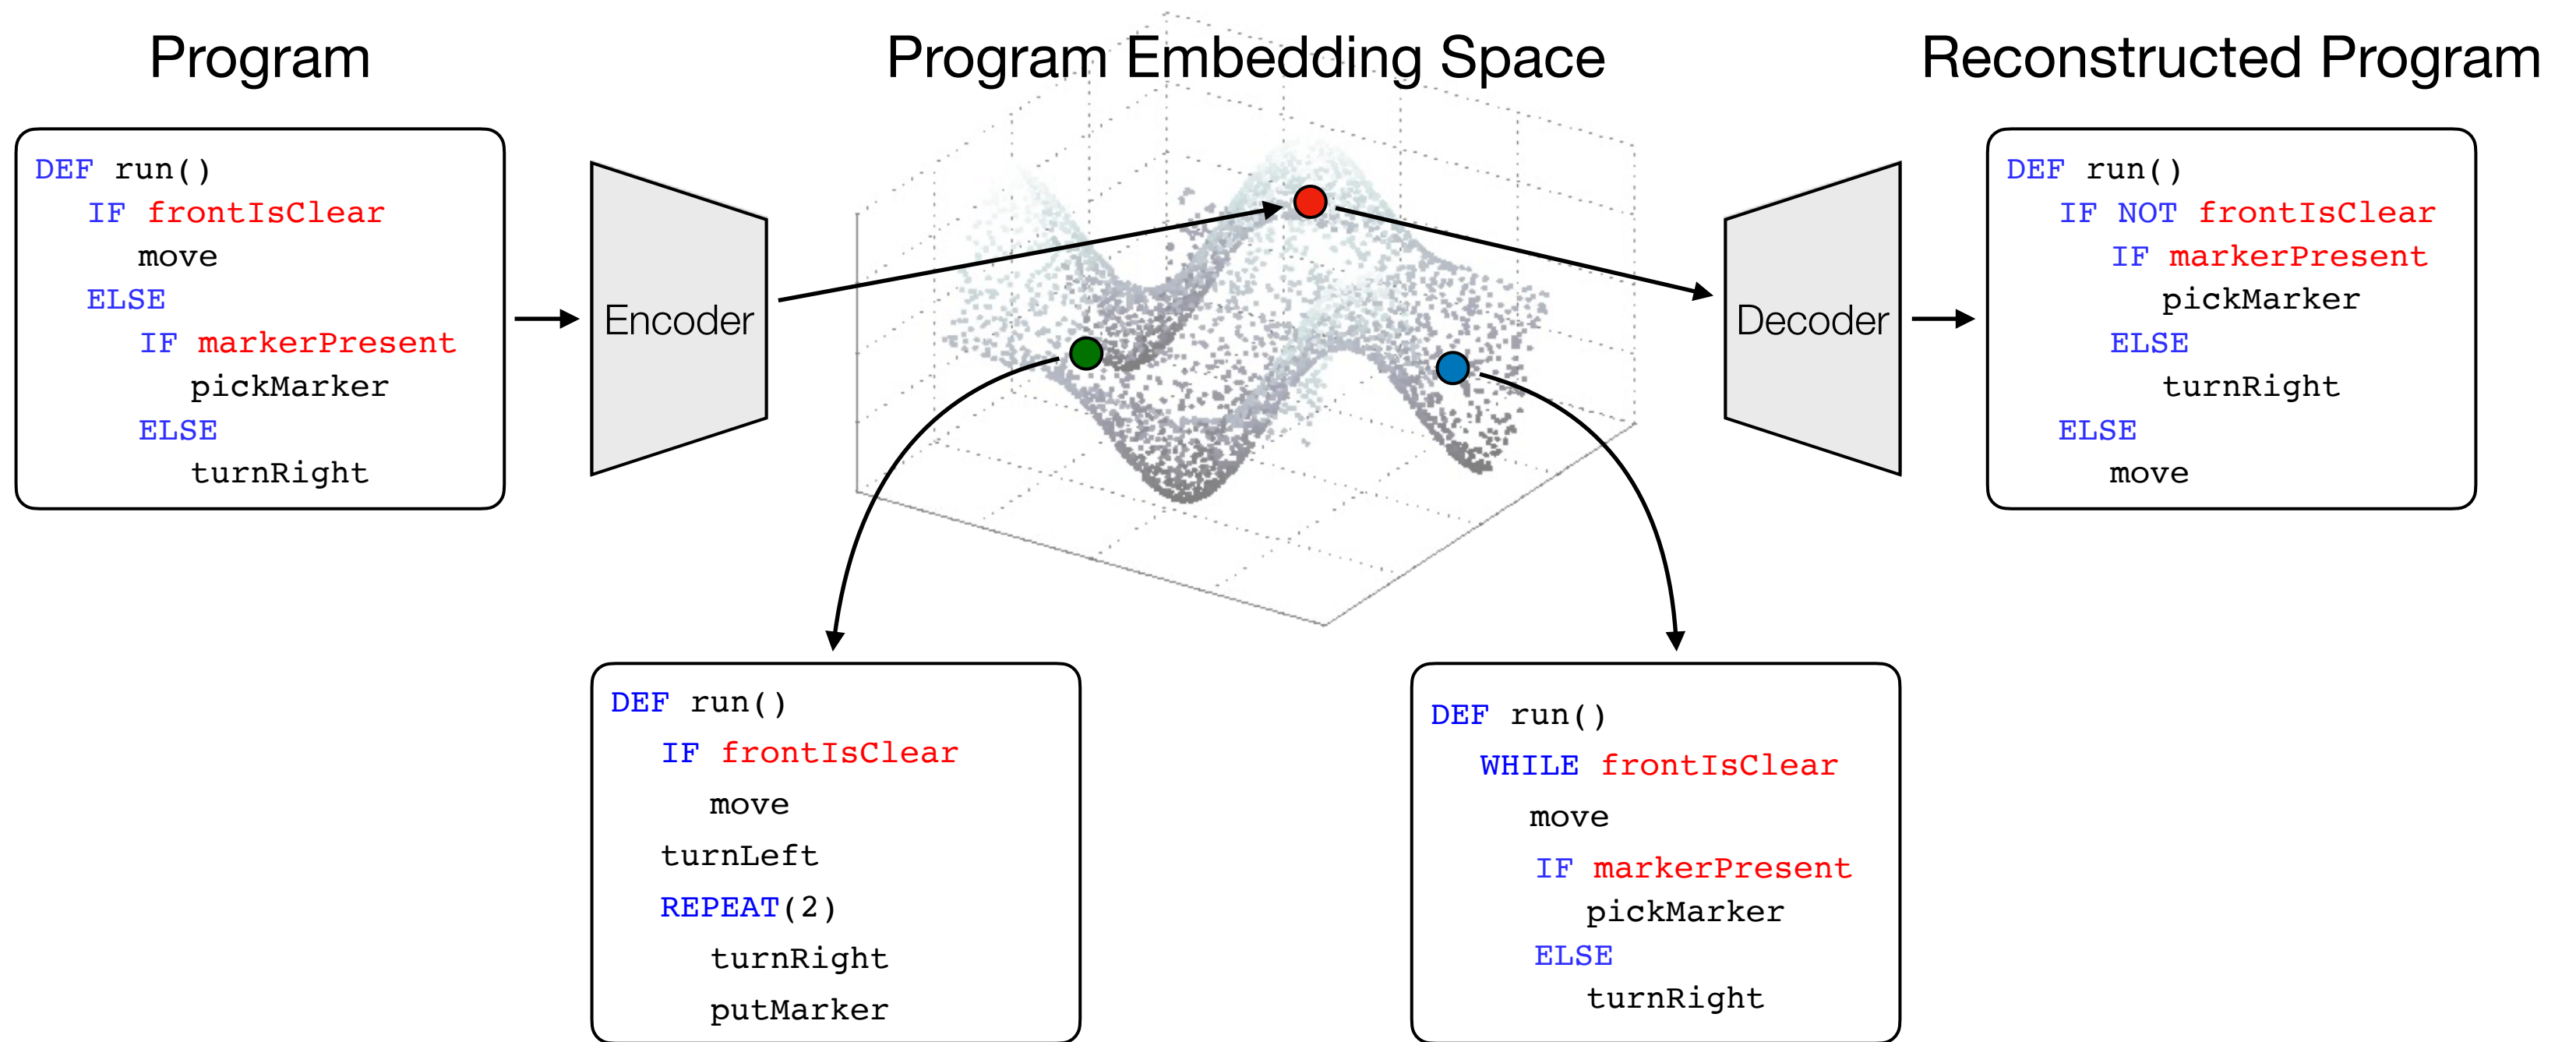 Program
Program Embedding Space
Reconstructed Program
DEF run()
IF frontIsClear
move
ELSE
IF markerPresent
pickMarker
ELSE
turnRight
Encoder
Decoder
DEF run()
IF NOT frontIsClear
IF markerPresent
pickMarker
ELSE
turnRight
ELSE
move
DEF run()
IF frontIsClear
move
turnLeft
REPEAT(2)
turnRight
putMarker
DEF run()
WHILE frontIsClear
move
IF markerPresent
pickMarker
ELSE
turnRight